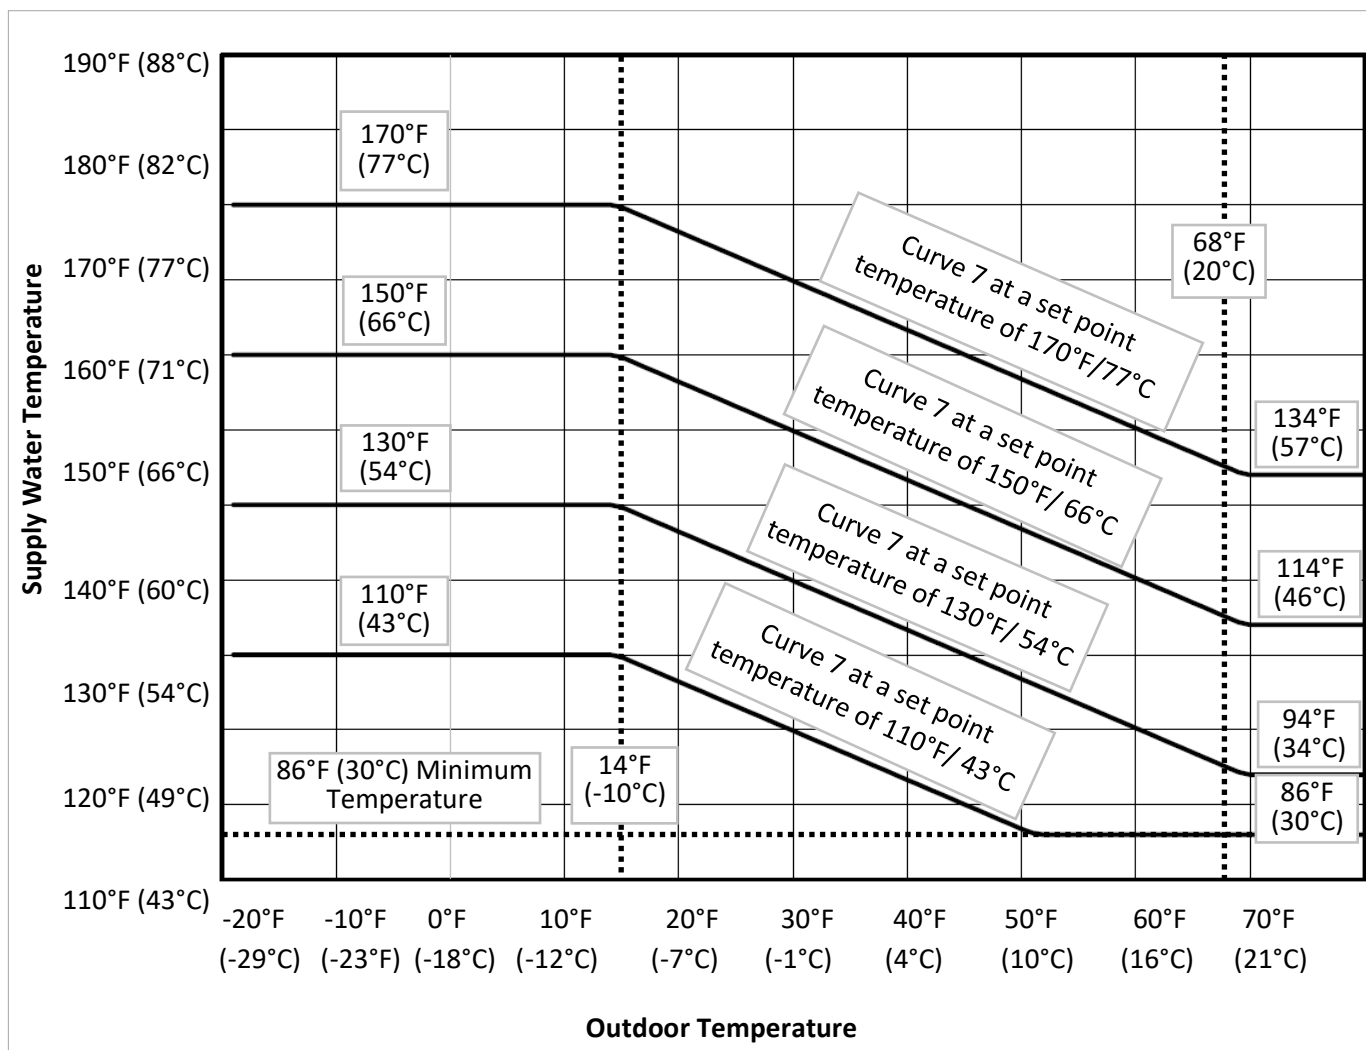 190°F (88°C)
180°F (82°C)
170°F (77°C)
160°F (71°C)
150°F (66°C)
140°F (60°C)
130°F (54°C)
120°F (49°C)
110°F (43°C)
Supply Water Temperature
170°F
(77°C)
150°F
(66°C)
130°F
(54°C)
110°F
(43°C)
86°F (30°C) Minimum
Temperature
14°F
(-10°C)
Curve 7 at a set point
temperature of 170°F/77°C
Curve 7 at a set point
temperature of 150°F/ 66°C
Curve 7 at a set point
temperature of 130°F/ 54°C
Curve 7 at a set point
temperature of 110°F/ 43°C
68°F
(20°C)
134°F
(57°C)
114°F
(46°C)
94°F
(34°C)
86°F
(30°C)
-20°F -10°F 0°F 10°F 20°F 30°F 40°F 50°F 60°F 70°F
(-29°C) (-23°F) (-18°C) (-12°C) (-7°C) (-1°C) (4°C) (10°C) (16°C) (21°C)
Outdoor Temperature